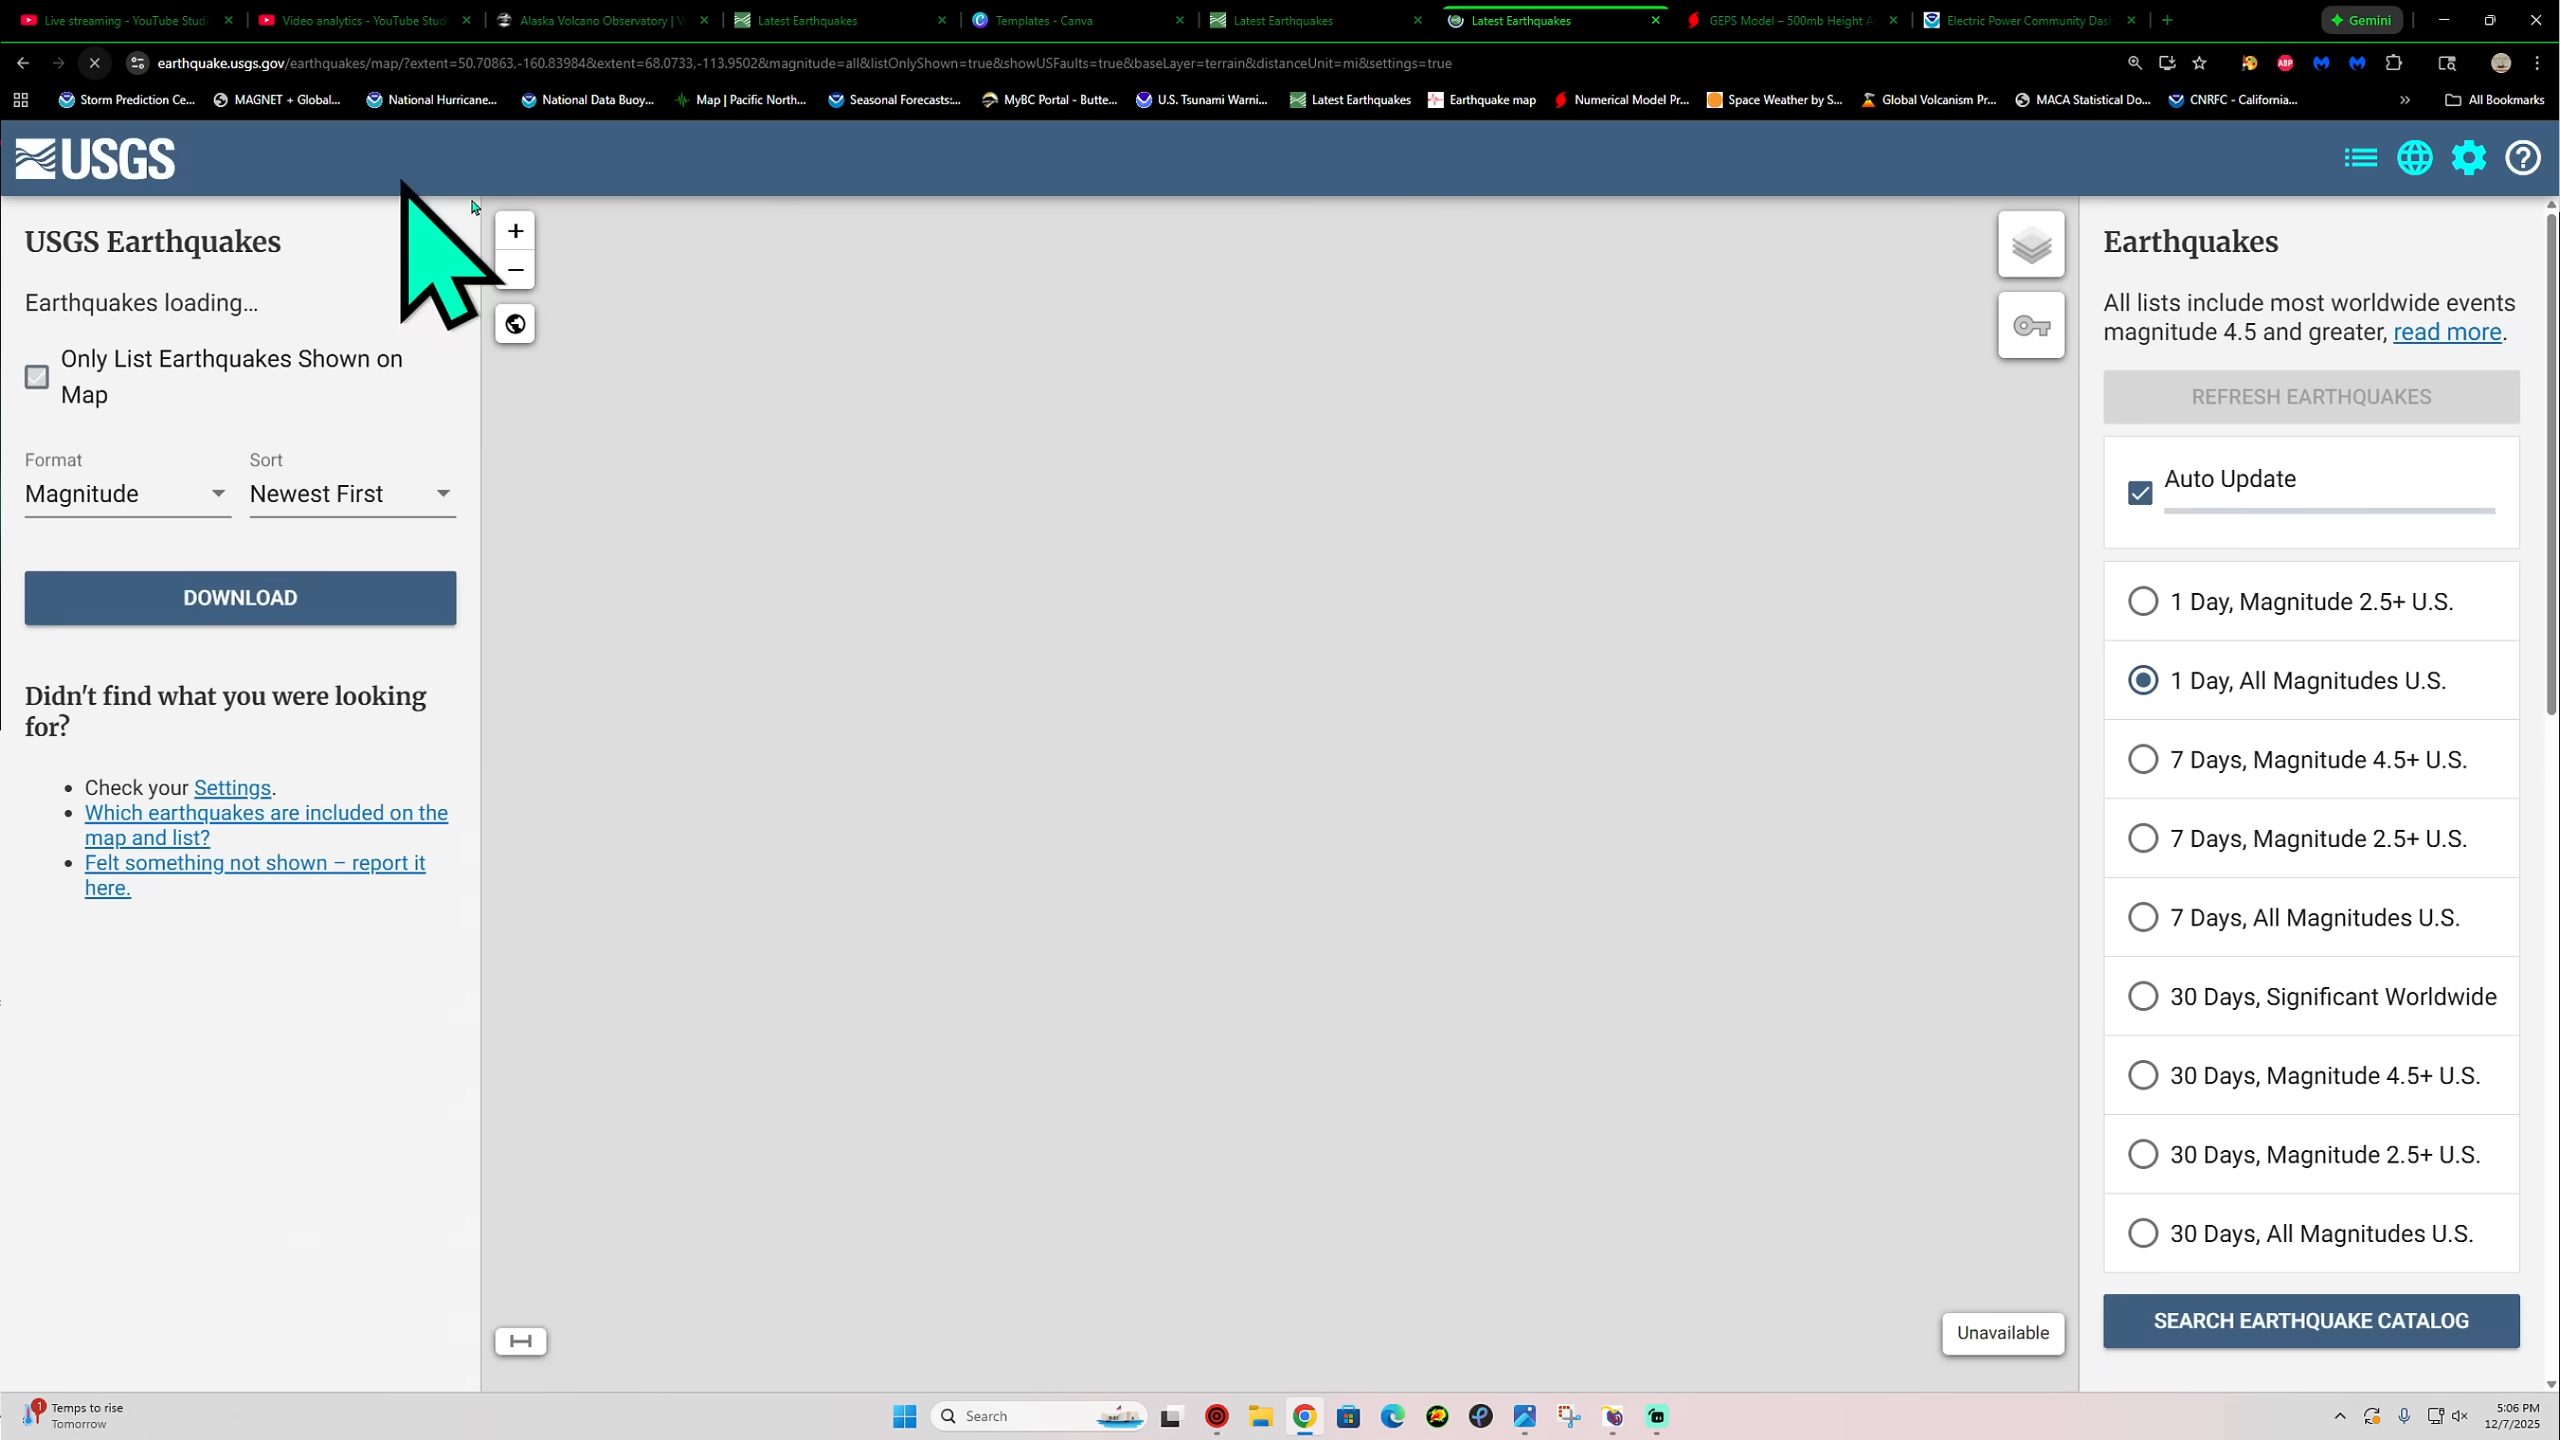 Live streaming - YouTube Studi
Video analytics - YouTube Studi
Alaska Volcano Observatory | V
Latest Earthquakes
Templates - Canva
Latest Earthquakes
Latest Earthquakes
GEPS Model – 500mb Height A
Electric Power Community Das
Gemini
earthquake.usgs.gov/earthquakes/map/?extent=50.70863,-160.83984&extent=68.0733,-113.9502&magnitude=all&listOnlyShown=true&showUSFaults=true&baseLayer=terrain&distanceUnit=mi&settings=true
Storm Prediction Ce...
MAGNET + Global...
National Hurricane...
National Data Buoy...
Map | Pacific North...
Seasonal Forecasts:...
MyBC Portal - Butte...
U.S. Tsunami Warni...
Latest Earthquakes
Earthquake map
Numerical Model Pr...
Space Weather by S...
Global Volcanism Pr...
MACA Statistical Do...
CNRFC - California...
All Bookmarks
USGS
USGS Earthquakes
Earthquakes loading...
Only List Earthquakes Shown on
Map
Format
Sort
Magnitude
Newest First
DOWNLOAD
Didn't find what you were looking
for?
Check your Settings.
Which earthquakes are included on the
map and list?
Felt something not shown – report it
here.
Unavailable
Earthquakes
All lists include most worldwide events
magnitude 4.5 and greater, read more.
REFRESH EARTHQUAKES
Auto Update
1 Day, Magnitude 2.5+ U.S.
1 Day, All Magnitudes U.S.
7 Days, Magnitude 4.5+ U.S.
7 Days, Magnitude 2.5+ U.S.
7 Days, All Magnitudes U.S.
30 Days, Significant Worldwide
30 Days, Magnitude 4.5+ U.S.
30 Days, Magnitude 2.5+ U.S.
30 Days, All Magnitudes U.S.
SEARCH EARTHQUAKE CATALOG
1
Temps to rise
Tomorrow
Search
5:06 PM
12/7/2025